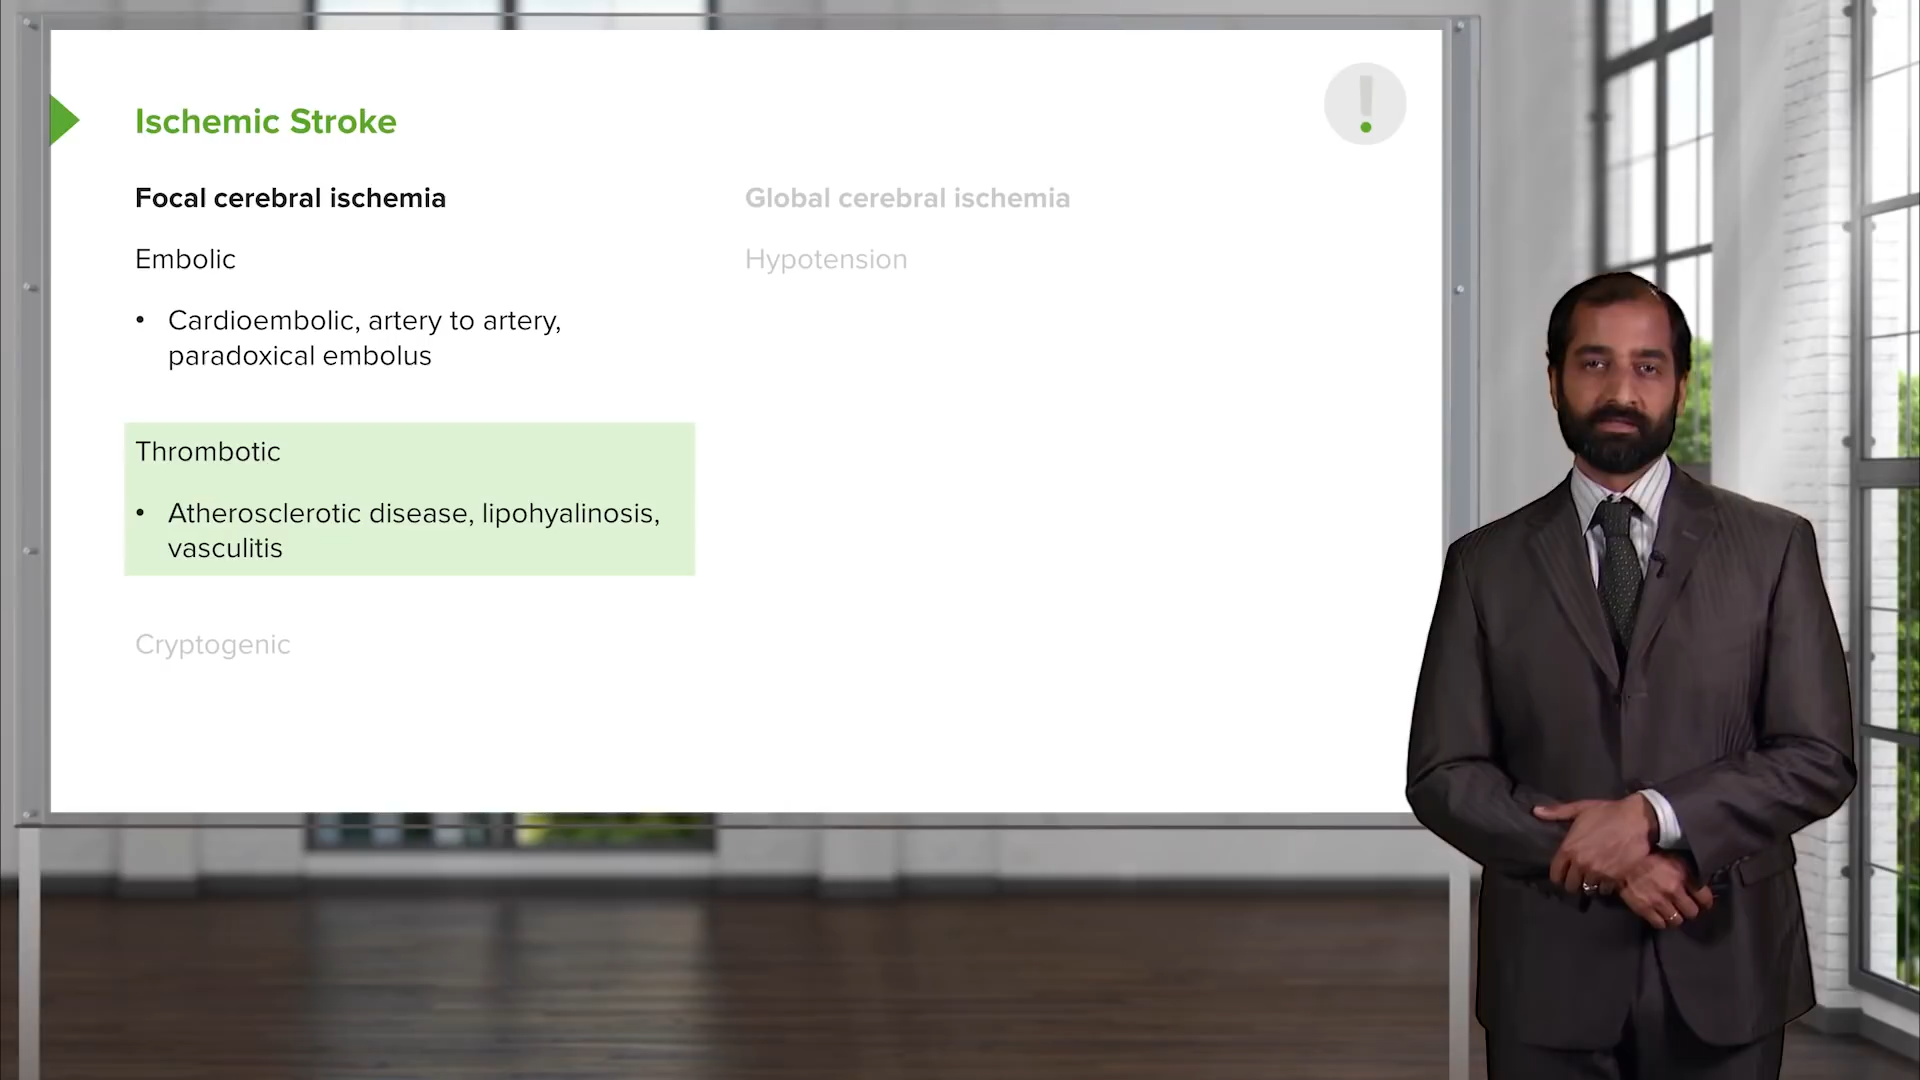 Ischemic Stroke
Focal cerebral ischemia
Embolic
• Cardioembolic, artery to artery,
paradoxical embolus
Thrombotic
• Atherosclerotic disease, lipohyalinosis,
vasculitis
Cryptogenic
Global cerebral ischemia
Hypotension